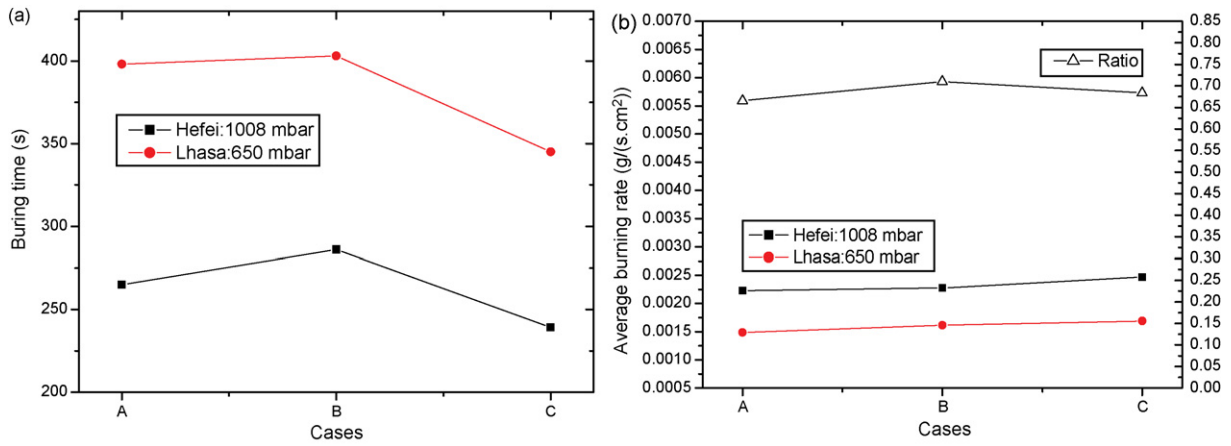 (a)
Buring time (s)
400
350
300
250
200
Hefei:1008 mbar
Lhasa:650 mbar
A B C
Cases
(b)
Average burning rate (g/(s.cm²))
0.0070
0.0065
0.0060
0.0055
0.0050
0.0045
0.0040
0.0035
0.0030
0.0025
0.0020
0.0015
0.0010
0.0005
Ratio
Hefei:1008 mbar
Lhasa:650 mbar
0.85
0.80
0.75
0.70
0.65
0.60
0.55
0.50
0.45
0.40
0.35
0.30
0.25
0.20
0.15
0.10
0.05
0.00
A B C
Cases